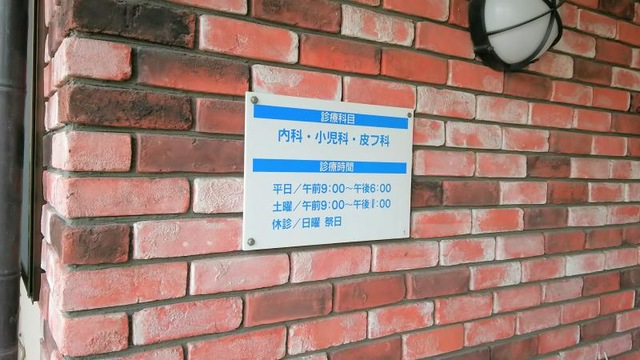 診療科目
内科・小児科・皮フ科
診療時間
平日／午前9:00〜午後6:00
土曜／午前9:00〜午後1:00
休診／日曜 祭日